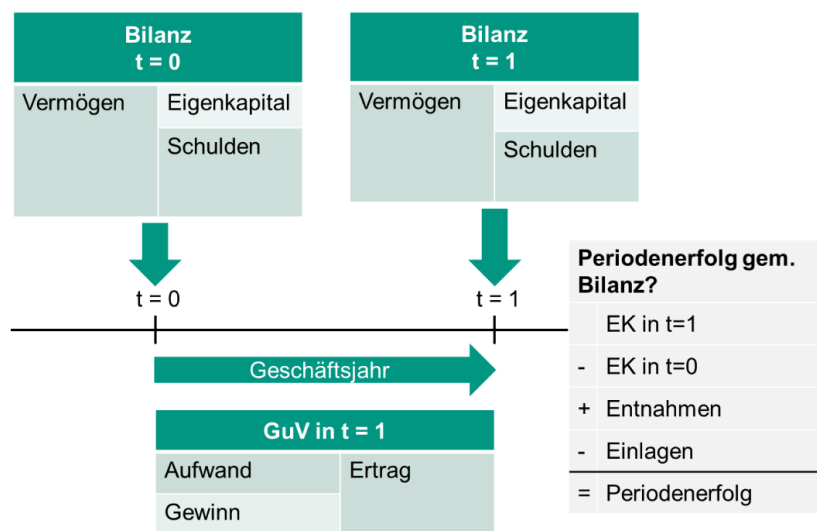 Bilanz
t = 0
Vermögen
Eigenkapital
Schulden
Bilanz
t = 1
Vermögen
Eigenkapital
Schulden
t = 0
t = 1
Geschäftsjahr
GuV in t = 1
Aufwand
Ertrag
Gewinn
Periodenerfolg gem.
Bilanz?
EK in t=1
- EK in t=0
+ Entnahmen
- Einlagen
= Periodenerfolg